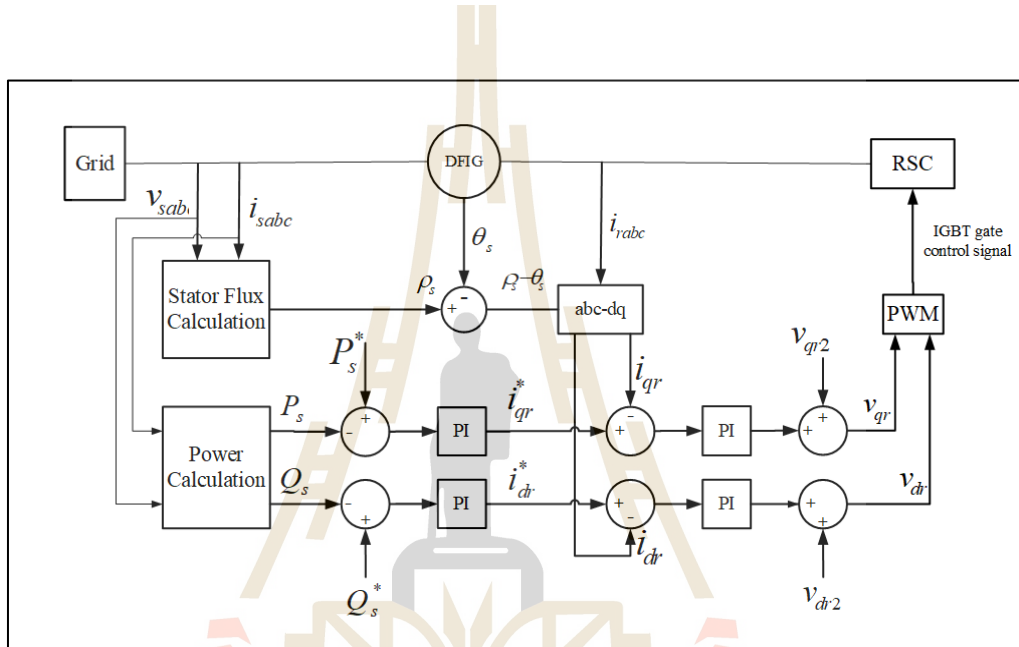 Grid
DFIG
RSC
v_sabc
i_sabc
θ_s
i_rabc
IGBT gate
control signal
Stator Flux
Calculation
ρ_s
-
+
ρ_s-θ_s
abc-dq
PWM
P_s^*
i_qr
v_qr2
P_s
+
-
PI
i_qr^*
-
+
PI
+
+
v_qr
Power
Calculation
Q_s
-
+
PI
i_dr^*
+
-
PI
+
+
v_dr
i_dr
Q_s^*
v_dr2